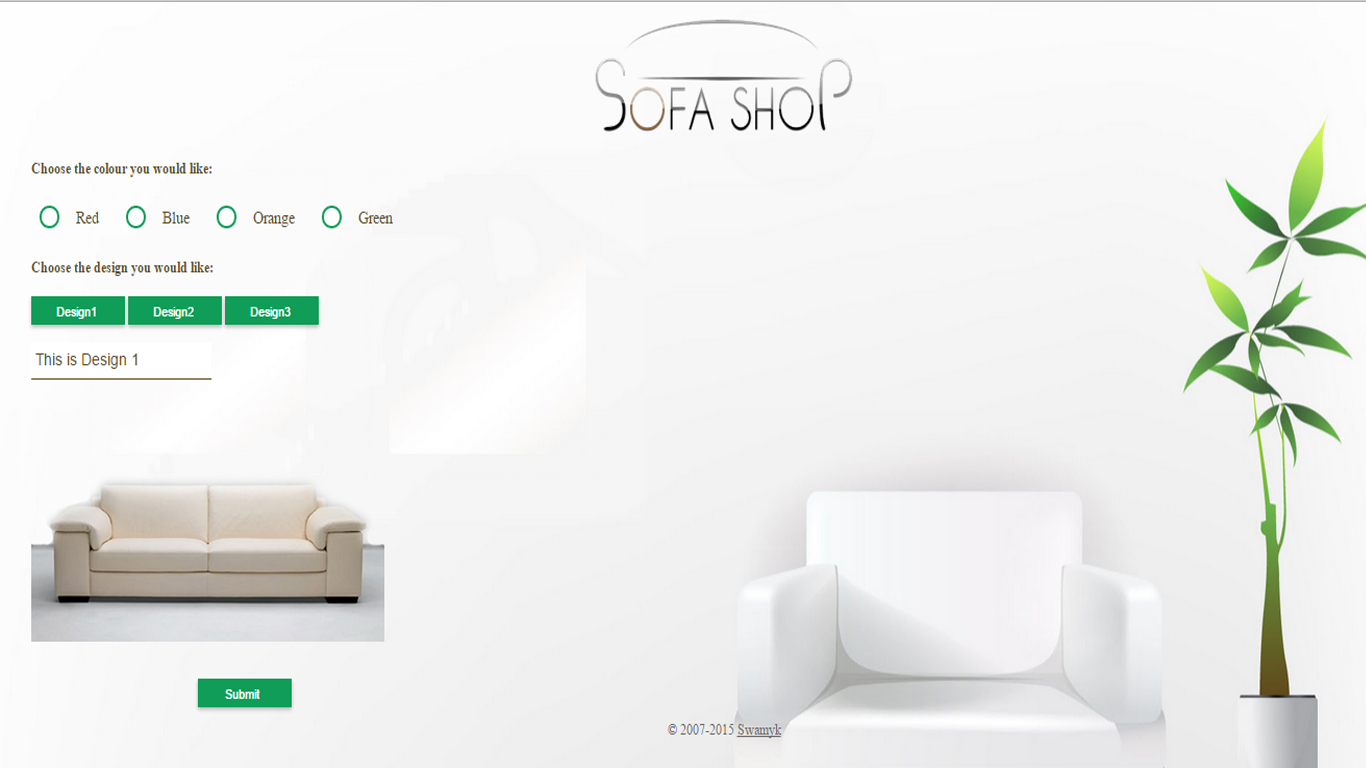 SOFA SHOP
Choose the colour you would like:
Red Blue Orange Green
Choose the design you would like:
Design1 Design2 Design3
This is Design 1
Submit
© 2007-2015 Swamyk